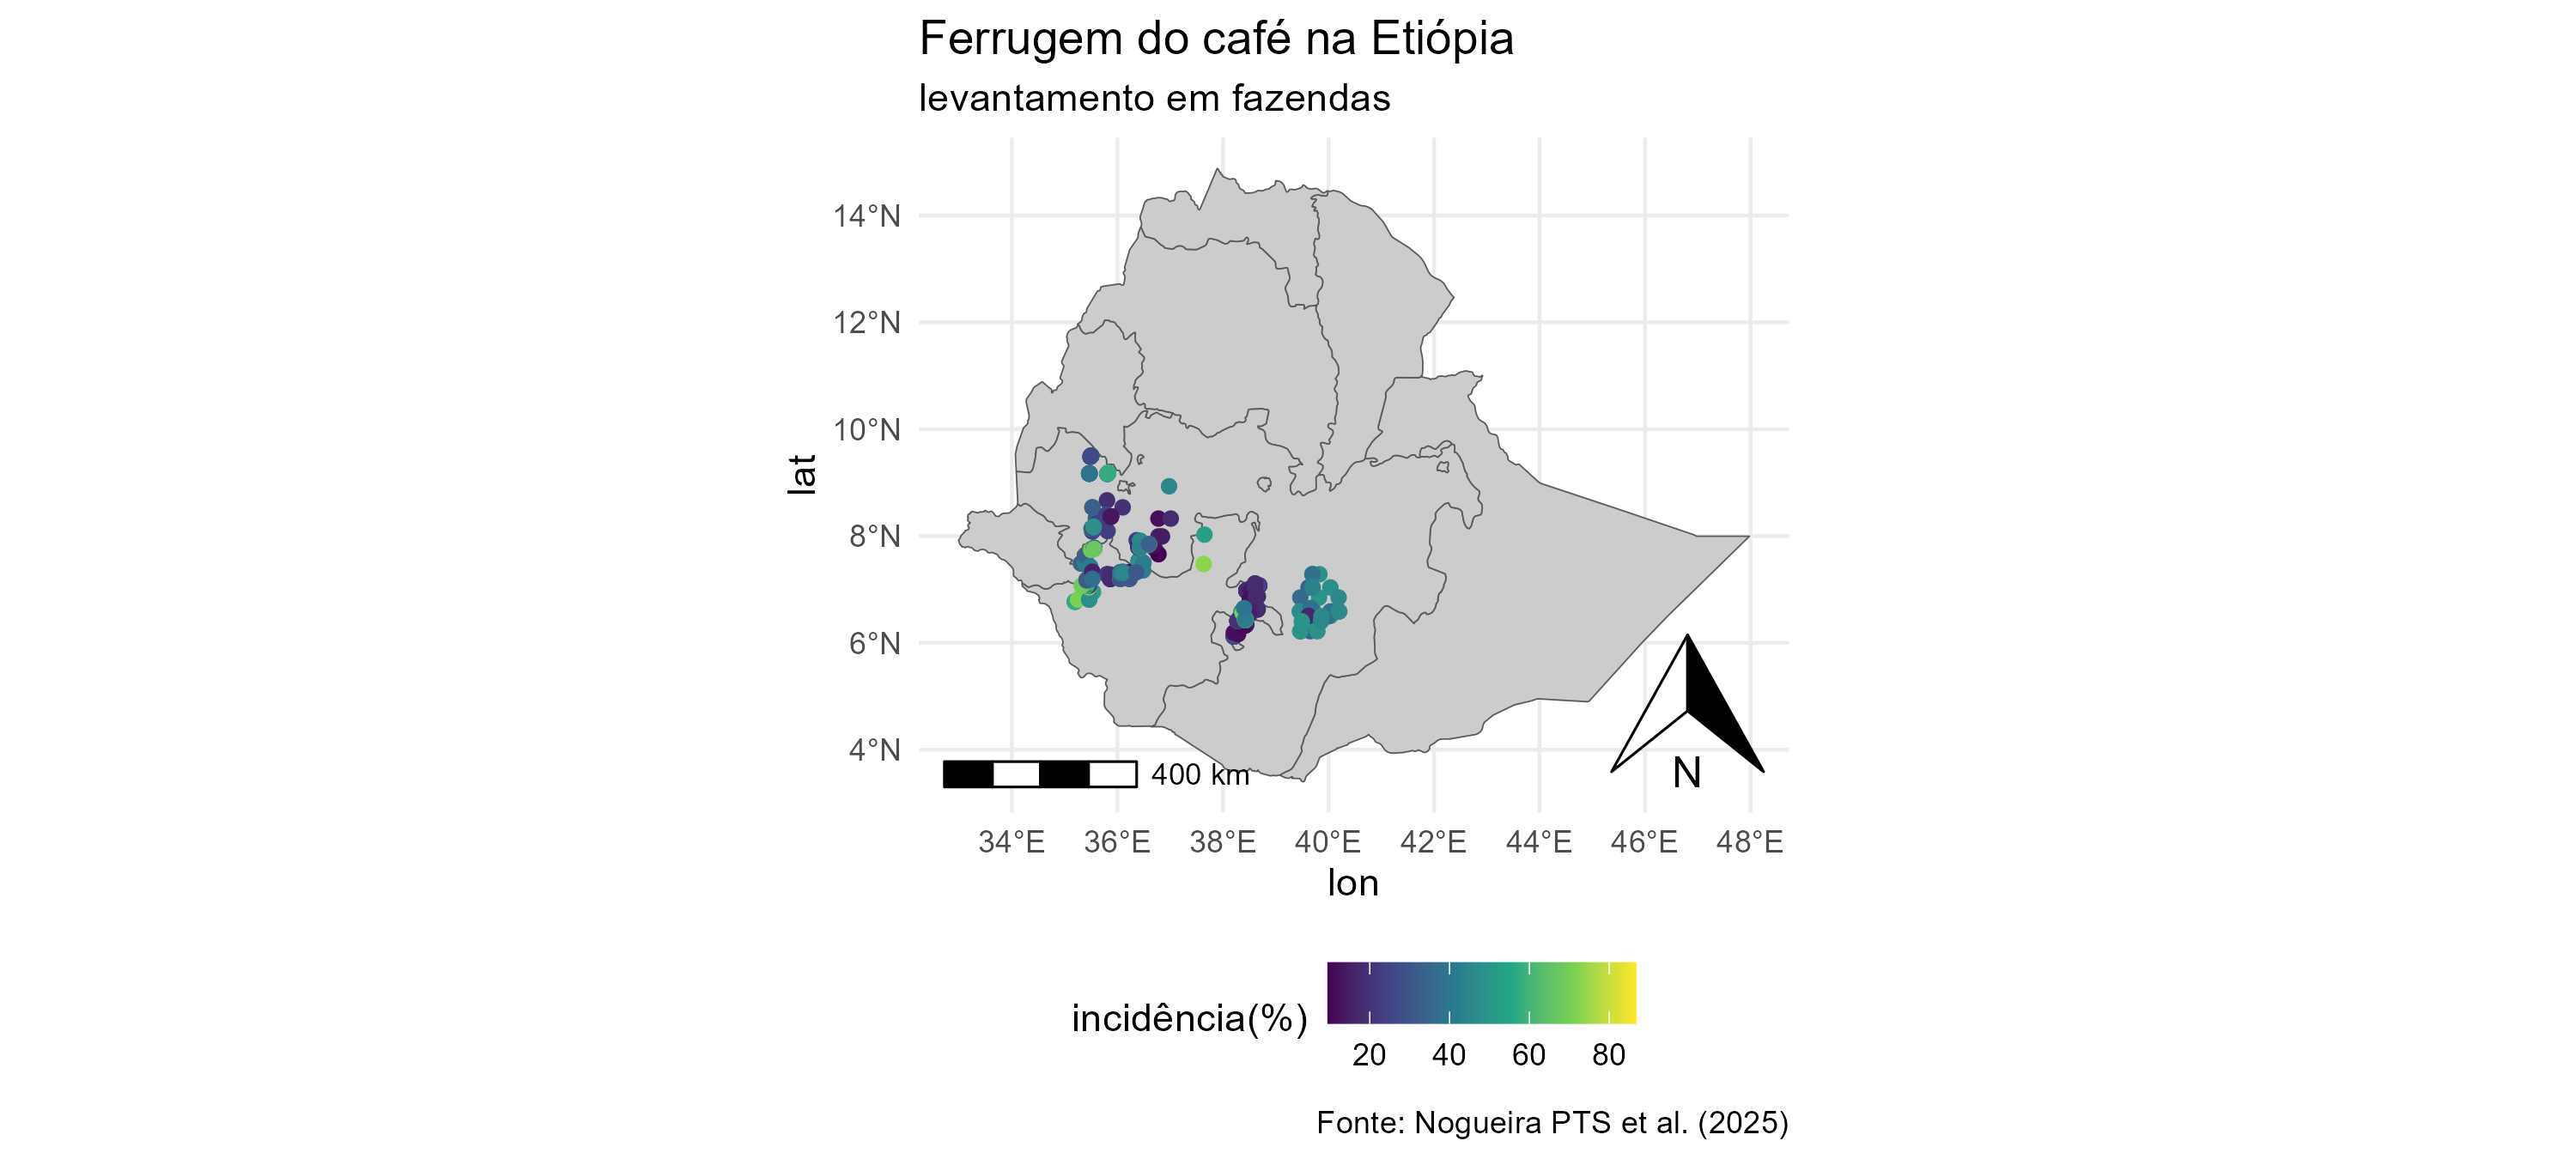 Ferrugem do café na Etiópia
levantamento em fazendas
14°N
12°N
10°N
8°N
6°N
4°N
lat
400 km
N
34°E 36°E 38°E 40°E 42°E 44°E 46°E 48°E
lon
incidência(%)
20 40 60 80
Fonte: Nogueira PTS et al. (2025)